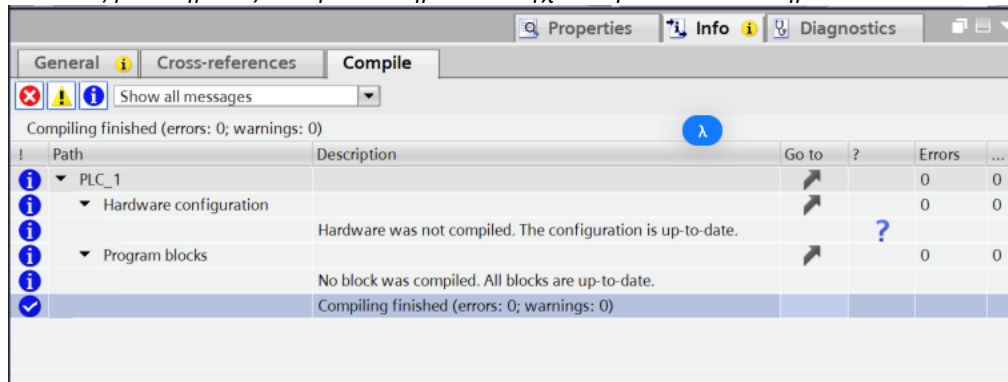 Properties Info Diagnostics
General Cross-references Compile
Show all messages
Compiling finished (errors: 0; warnings: 0)
λ
! Path Description Go to ? Errors ...
PLC_1 0 0
Hardware configuration 0 0
Hardware was not compiled. The configuration is up-to-date. ?
Program blocks 0 0
No block was compiled. All blocks are up-to-date.
Compiling finished (errors: 0; warnings: 0)